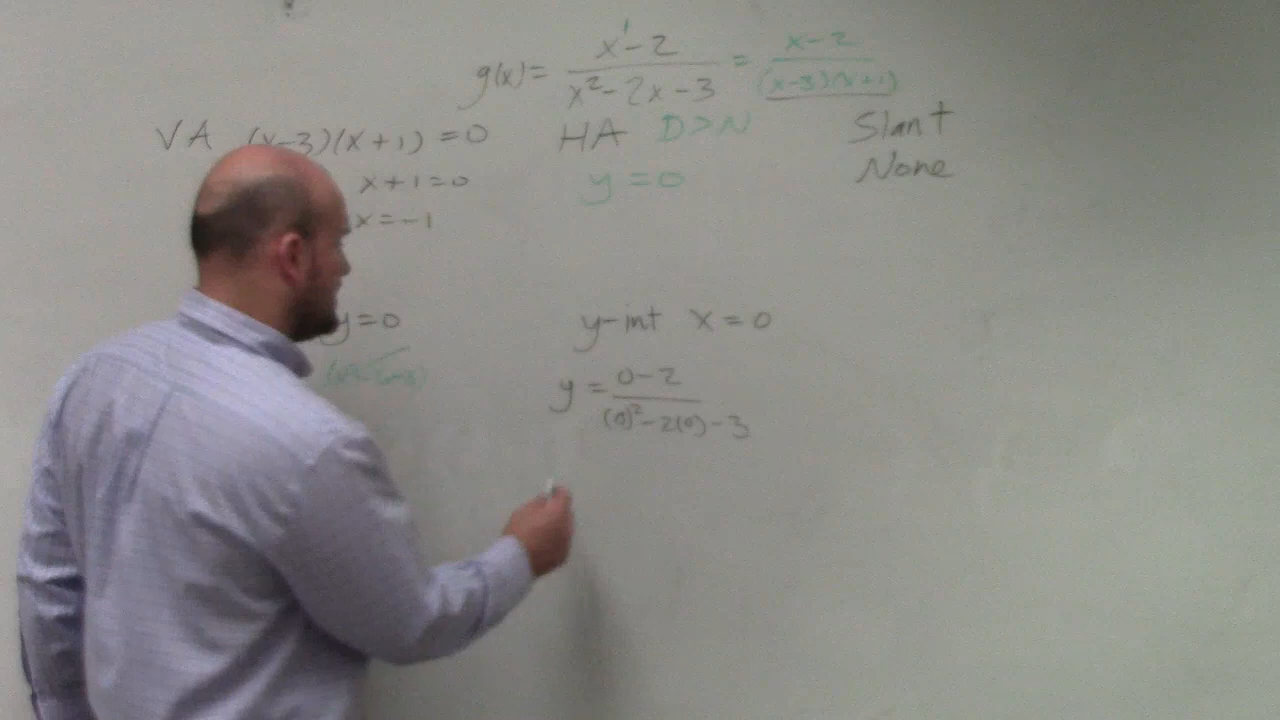 g(x) = x¹-2 / x²-2x-3 = x-2 / (x-3)(x+1)
VA (x-3)(x+1) = 0
x+1=0
x=-1
HA D>N
y=0
Slant
None
y=0
y-int x=0
y = 0-2 / (0)²-2(0)-3